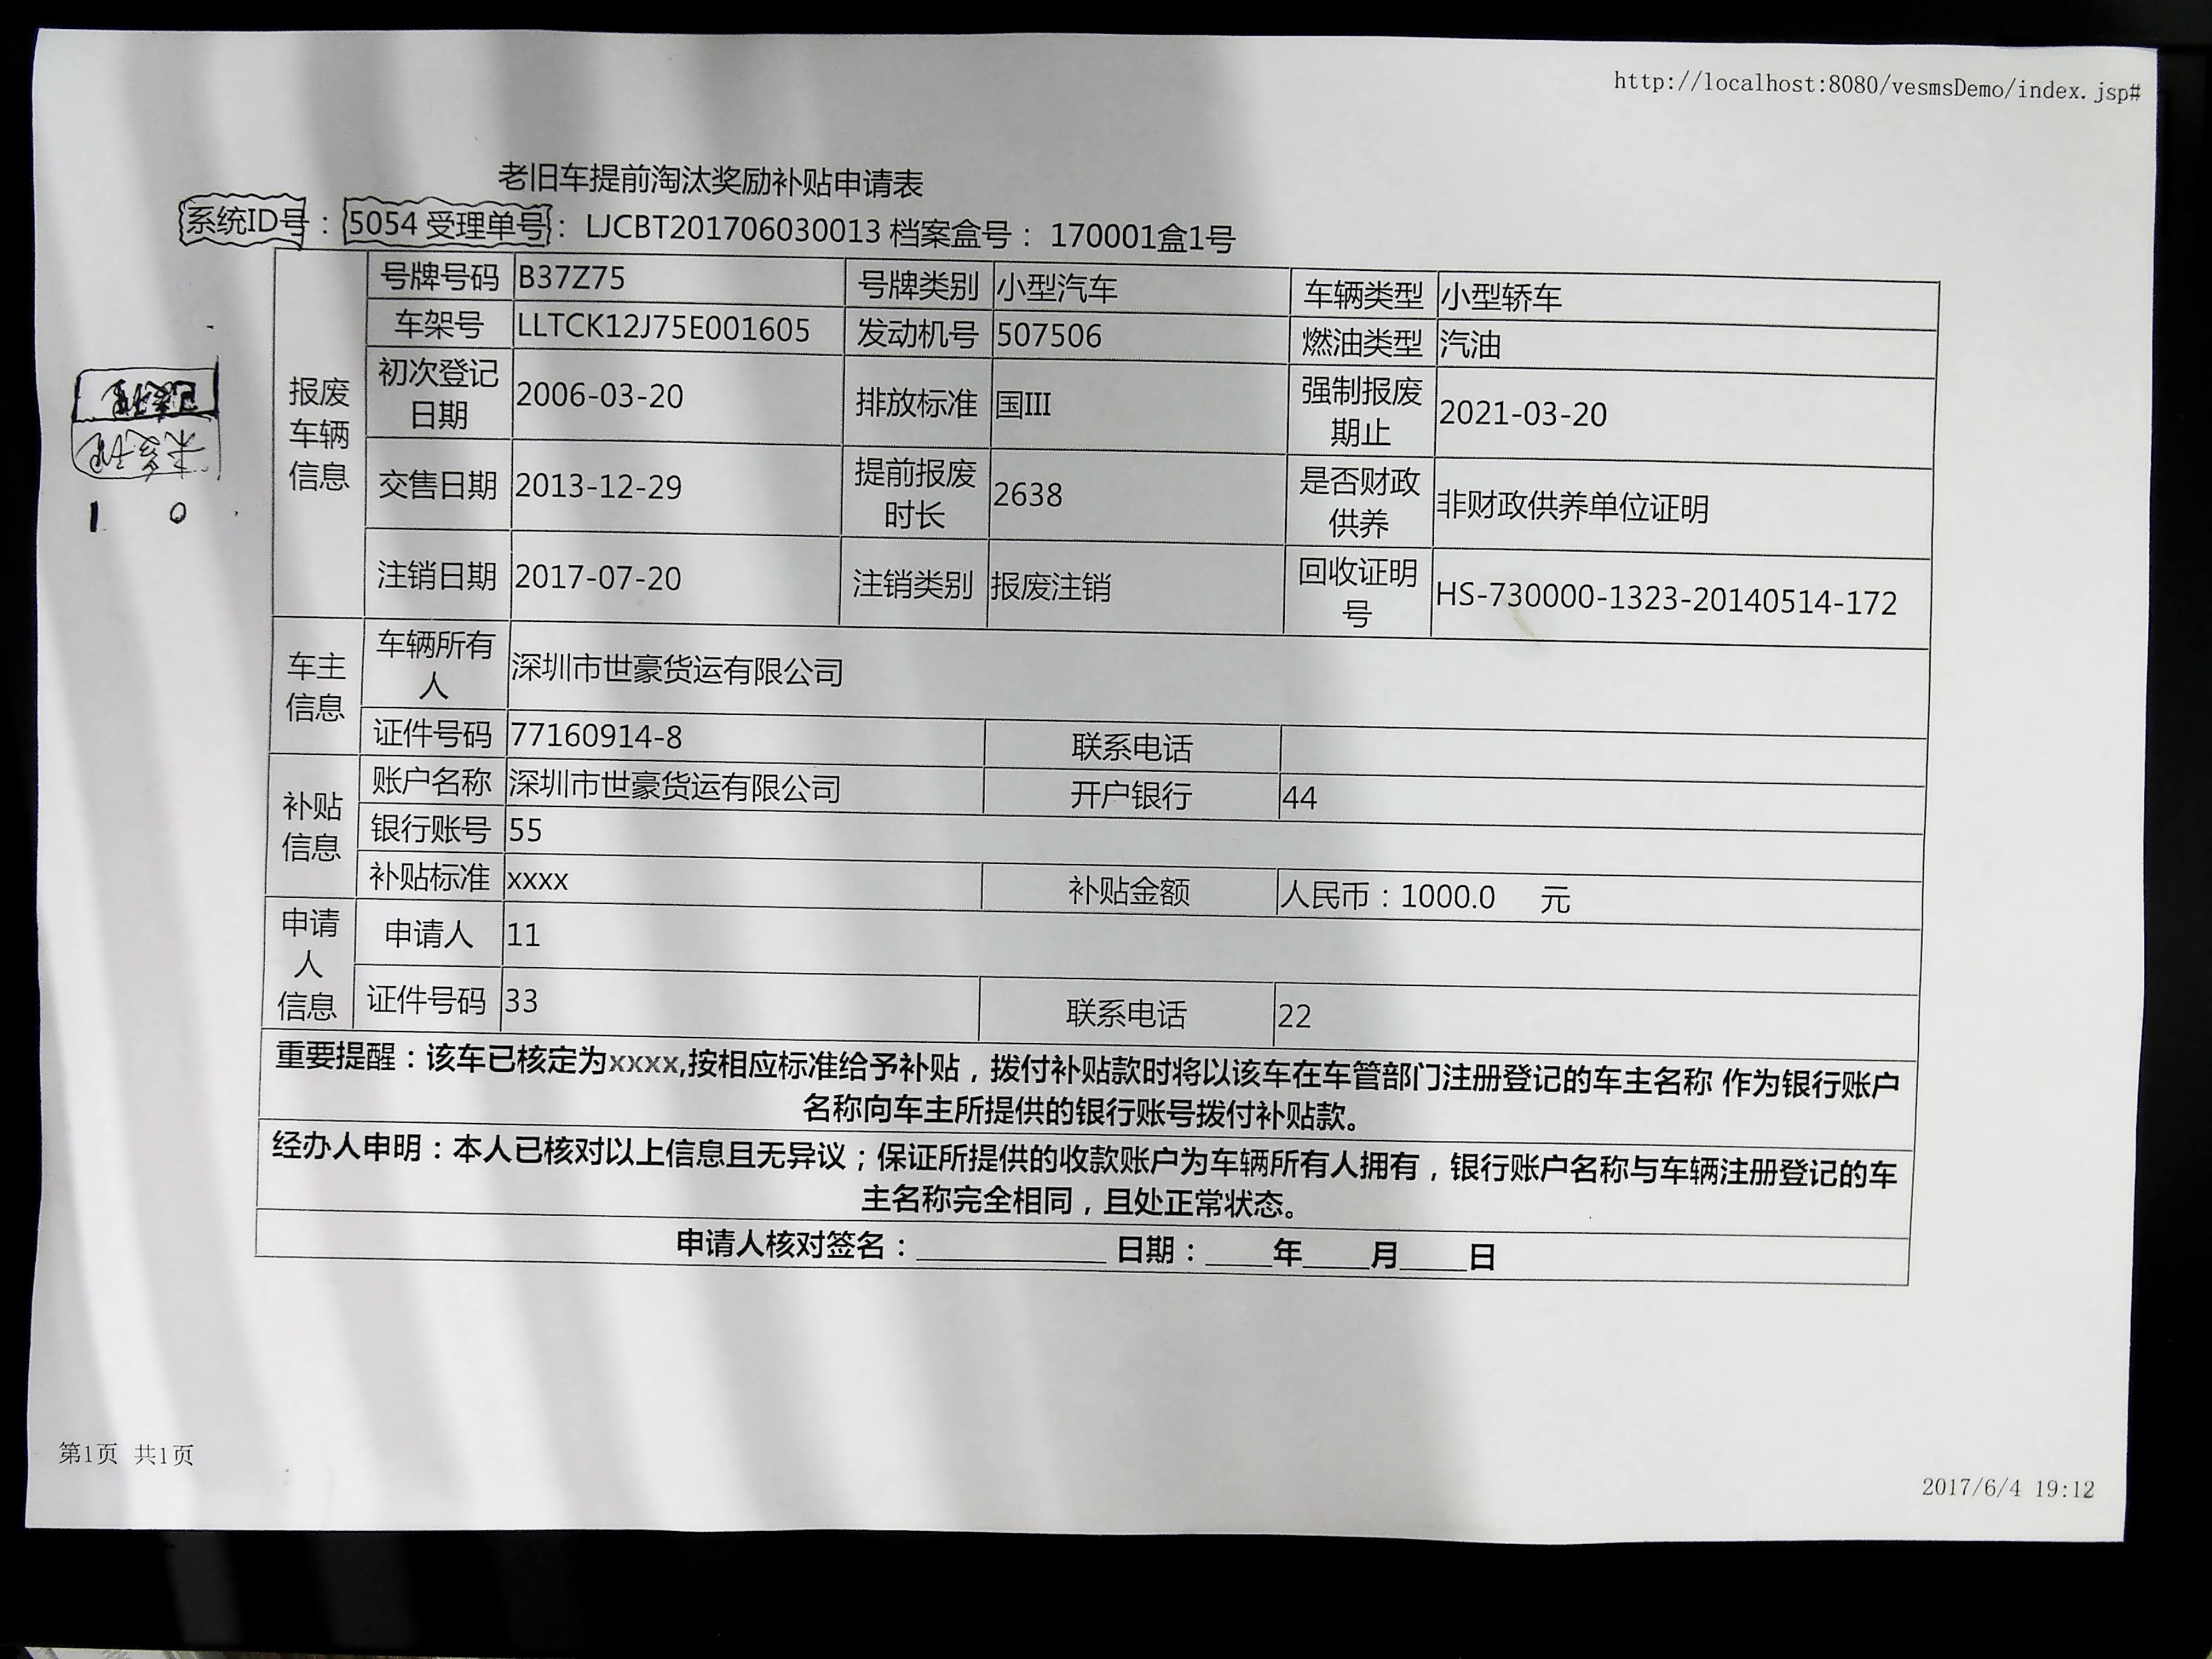 http://localhost:8080/vesmsDemo/index.jsp#
老旧车提前淘汰奖励补贴申请表
系统ID号：5054 受理单号：LJCBT201706030013 档案盒号：170001盒1号
报废车辆信息
号牌号码 B37Z75 号牌类别 小型汽车 车辆类型 小型轿车
车架号 LLTCK12J75E001605 发动机号 507506 燃油类型 汽油
初次登记日期 2006-03-20 排放标准 国III 强制报废期止 2021-03-20
交售日期 2013-12-29 提前报废时长 2638 是否财政供养 非财政供养单位证明
注销日期 2017-07-20 注销类别 报废注销 回收证明号 HS-730000-1323-20140514-172
车主信息
车辆所有人 深圳市世豪货运有限公司
证件号码 77160914-8 联系电话
补贴信息
账户名称 深圳市世豪货运有限公司 开户银行 44
银行账号 55
补贴标准 xxxx 补贴金额 人民币：1000.0 元
申请人信息
申请人 11
证件号码 33 联系电话 22
重要提醒：该车已核定为xxxx,按相应标准给予补贴，拨付补贴款时将以该车在车管部门注册登记的车主名称 作为银行账户
名称向车主所提供的银行账号拨付补贴款。
经办人申明：本人已核对以上信息且无异议；保证所提供的收款账户为车辆所有人拥有，银行账户名称与车辆注册登记的车
主名称完全相同，且处正常状态。
申请人核对签名：__________ 日期：____年____月____日
1 0
第1页 共1页
2017/6/4 19:12